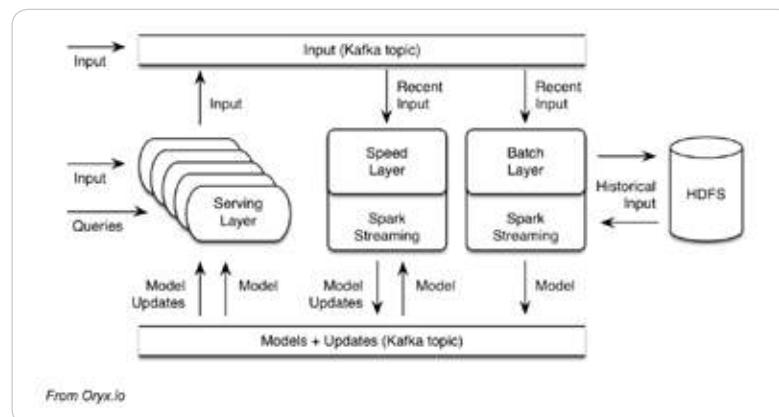 Input (Kafka topic)
Input
Input
Recent
Input
Recent
Input
Input
Queries
Serving
Layer
Speed
Layer
Spark
Streaming
Batch
Layer
Spark
Streaming
Historical
Input
HDFS
Model
Updates
Model
Model
Updates
Model
Model
Models + Updates (Kafka topic)
From Oryx.io